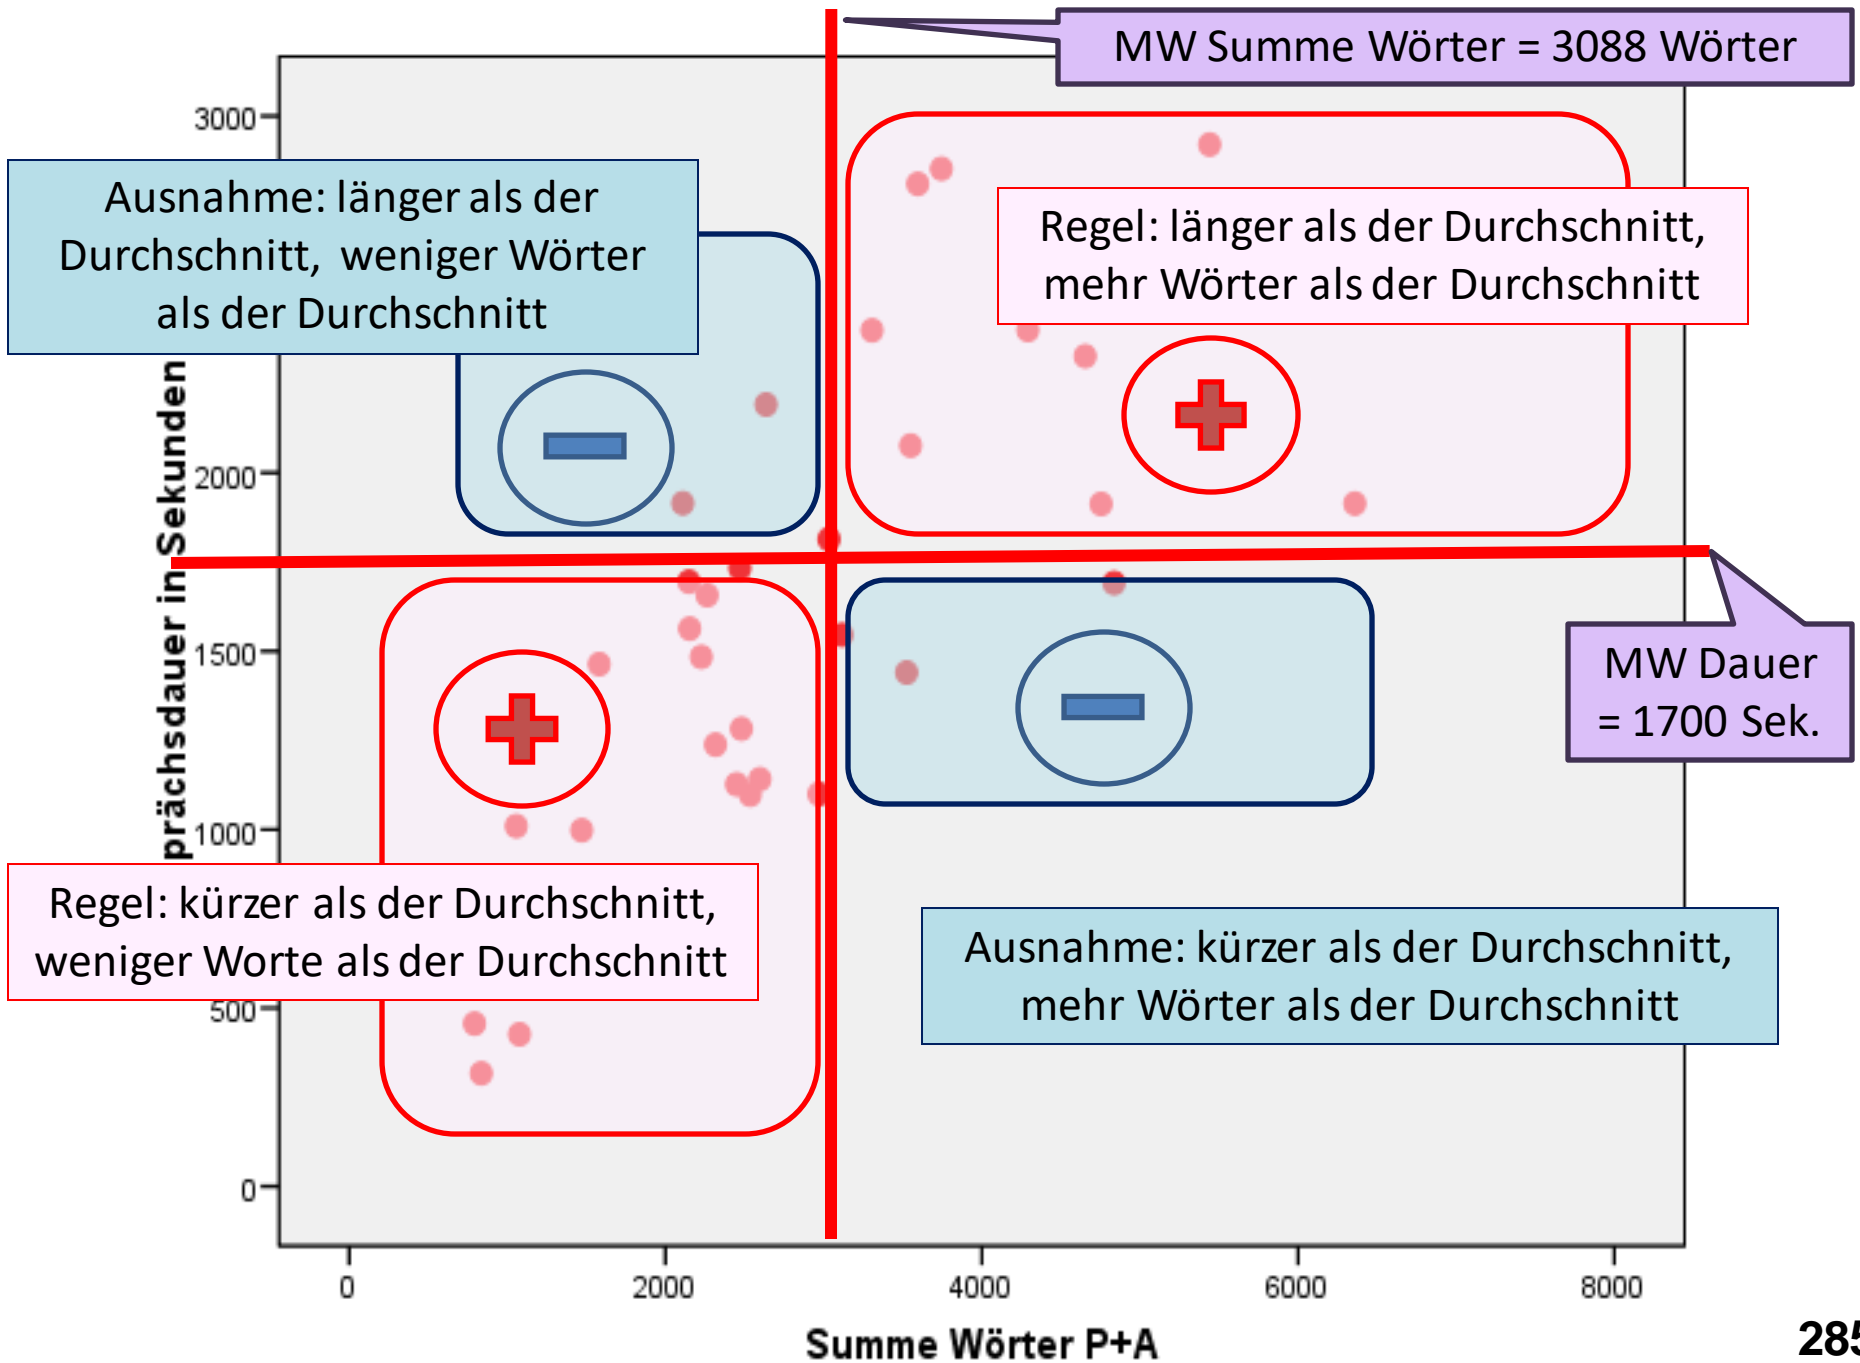 MW Summe Wörter = 3088 Wörter
3000
Ausnahme: länger als der
Durchschnitt, weniger Wörter
als der Durchschnitt
Regel: länger als der Durchschnitt,
mehr Wörter als der Durchschnitt
2000
prächsdauer in Sekunden
1500
MW Dauer
= 1700 Sek.
1000
Regel: kürzer als der Durchschnitt,
weniger Worte als der Durchschnitt
Ausnahme: kürzer als der Durchschnitt,
mehr Wörter als der Durchschnitt
500
0
0 2000 4000 6000 8000
Summe Wörter P+A
285